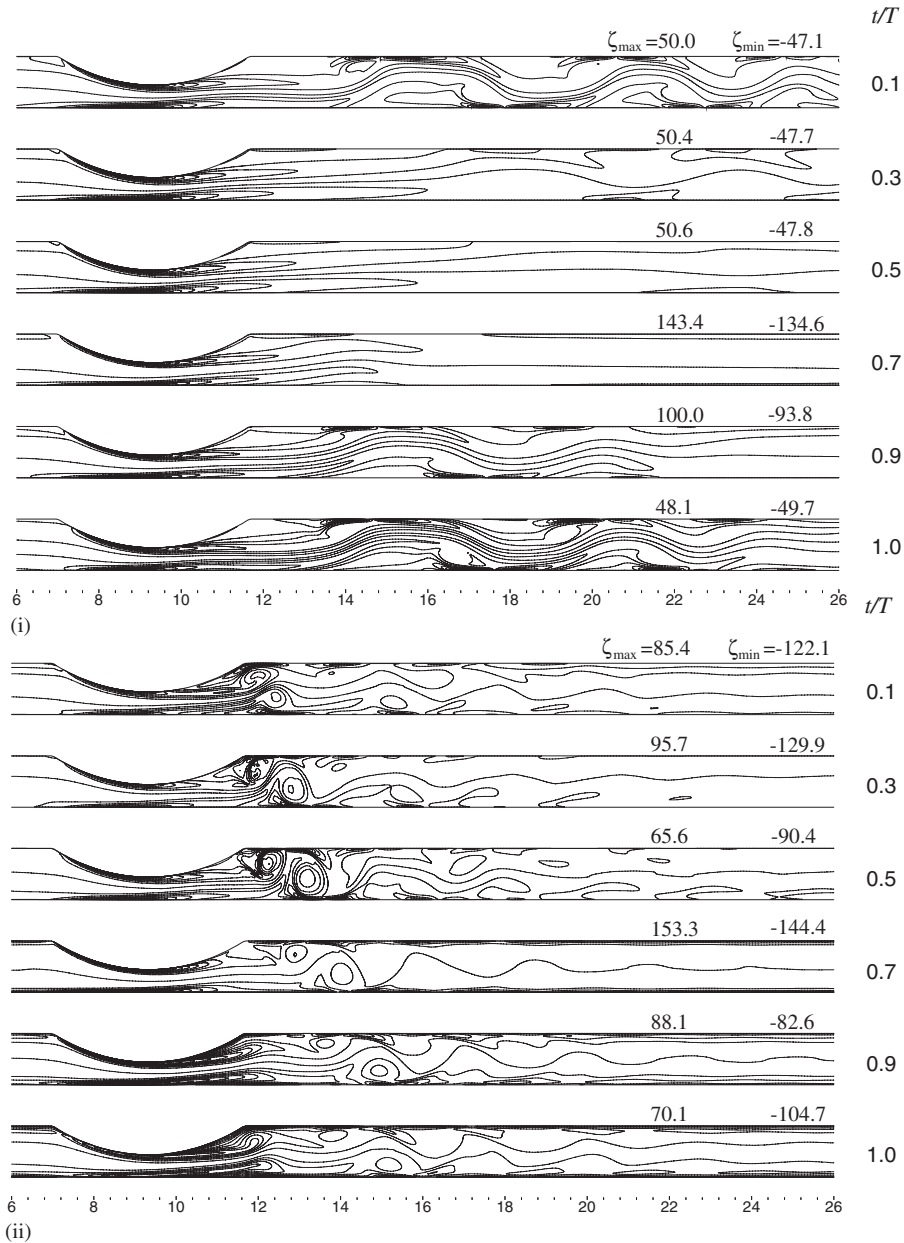 t/T
ζmax =50.0 ζmin=-47.1
0.1
50.4 -47.7
0.3
50.6 -47.8
0.5
143.4 -134.6
0.7
100.0 -93.8
0.9
48.1 -49.7
1.0
6 8 10 12 14 16 18 20 22 24 26
t/T
(i)
ζmax =85.4 ζmin=-122.1
0.1
95.7 -129.9
0.3
65.6 -90.4
0.5
153.3 -144.4
0.7
88.1 -82.6
0.9
70.1 -104.7
1.0
6 8 10 12 14 16 18 20 22 24 26
(ii)